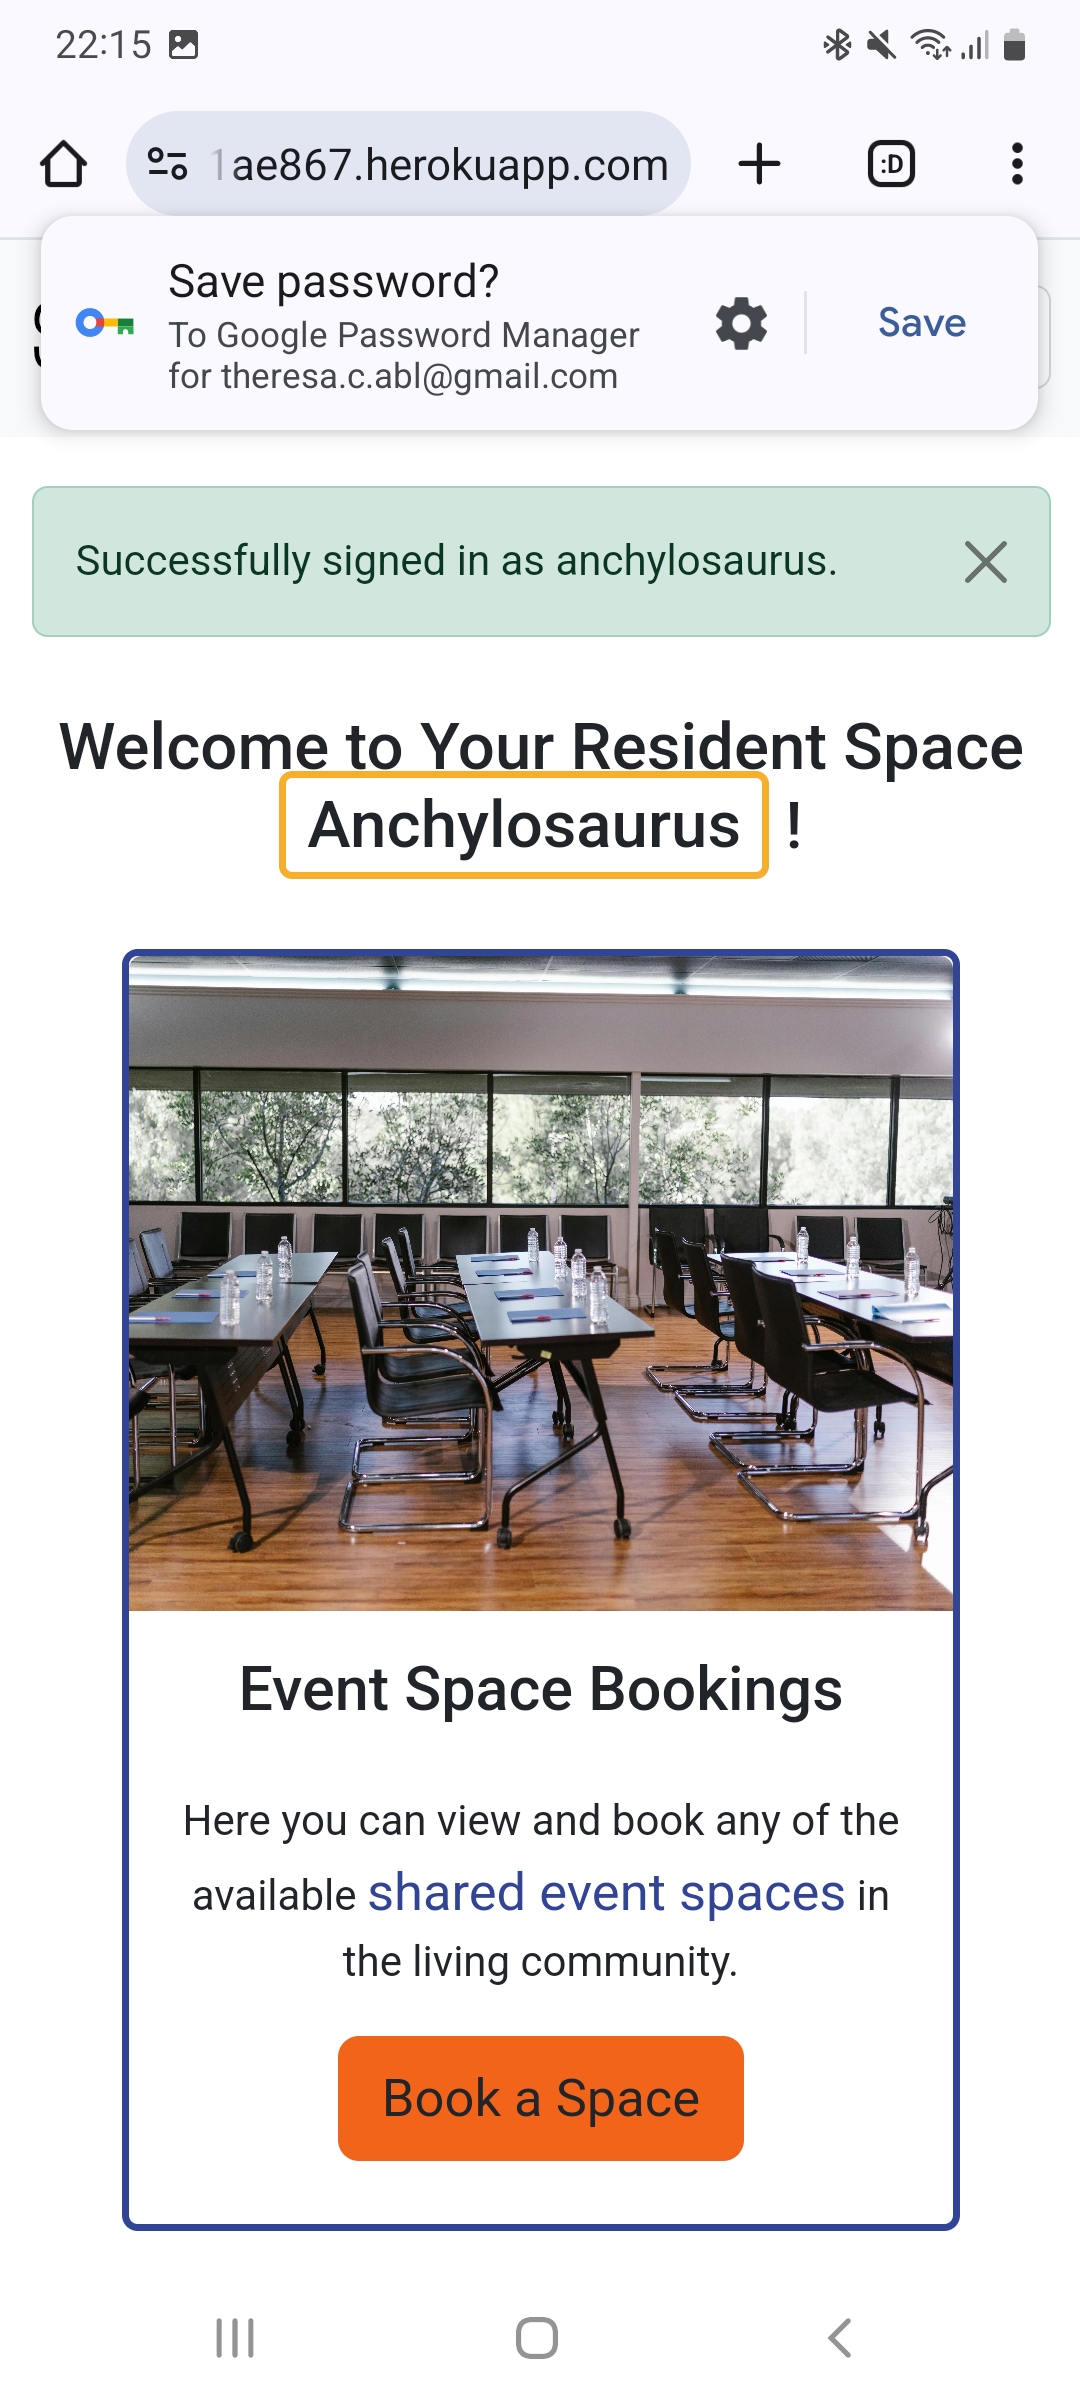 22:15
1ae867.herokuapp.com
:D
Save password?
To Google Password Manager
for theresa.c.abl@gmail.com
Save
Successfully signed in as anchylosaurus.
Welcome to Your Resident Space
Anchylosaurus !
Event Space Bookings
Here you can view and book any of the
available shared event spaces in
the living community.
Book a Space